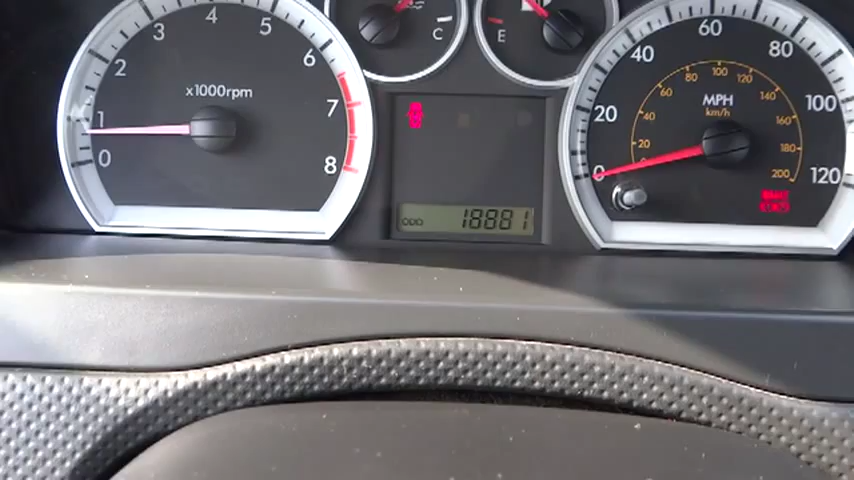 0 1 2 3 4 5 6 7 8
x1000rpm
C
E
ODO 18881
0 20 40 60 80 100 120
MPH
km/h
20 40 60 80 100 120 140 160 180 200